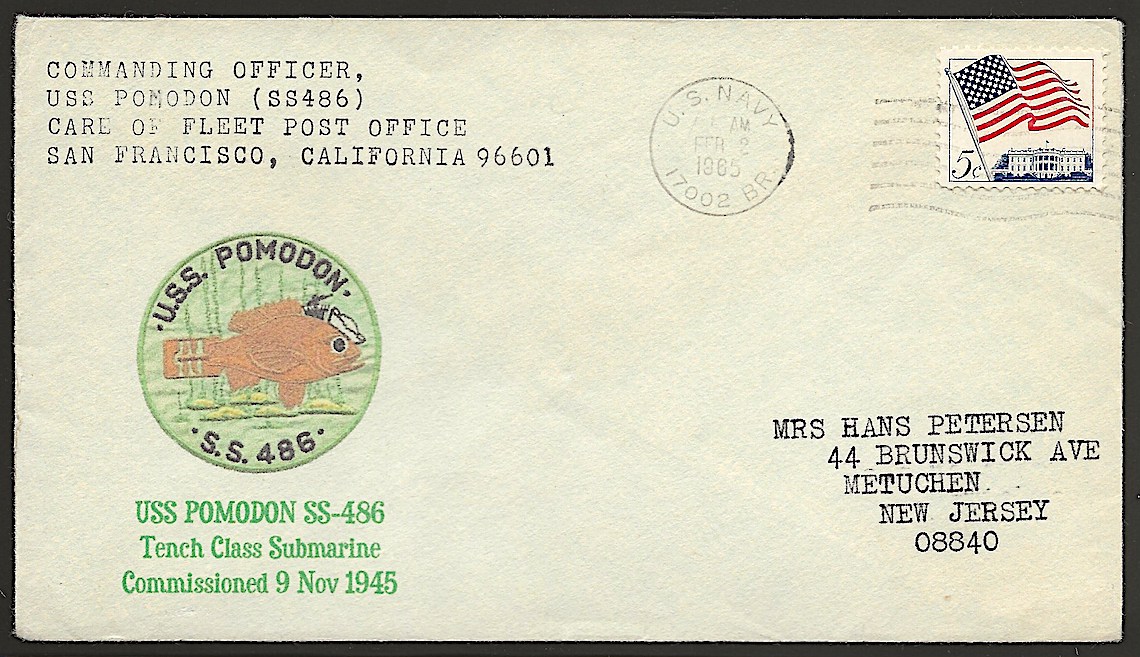 COMMANDING OFFICER,
USS POMODON (SS486)
CARE OF FLEET POST OFFICE
SAN FRANCISCO, CALIFORNIA 96601
U.S. NAVY
AM
FEB 2
1965
17002 BR.
5¢
·U.S.S. POMODON·
·S.S. 486·
USS POMODON SS-486
Tench Class Submarine
Commissioned 9 Nov 1945
MRS HANS PETERSEN
44 BRUNSWICK AVE
METUCHEN
NEW JERSEY
08840